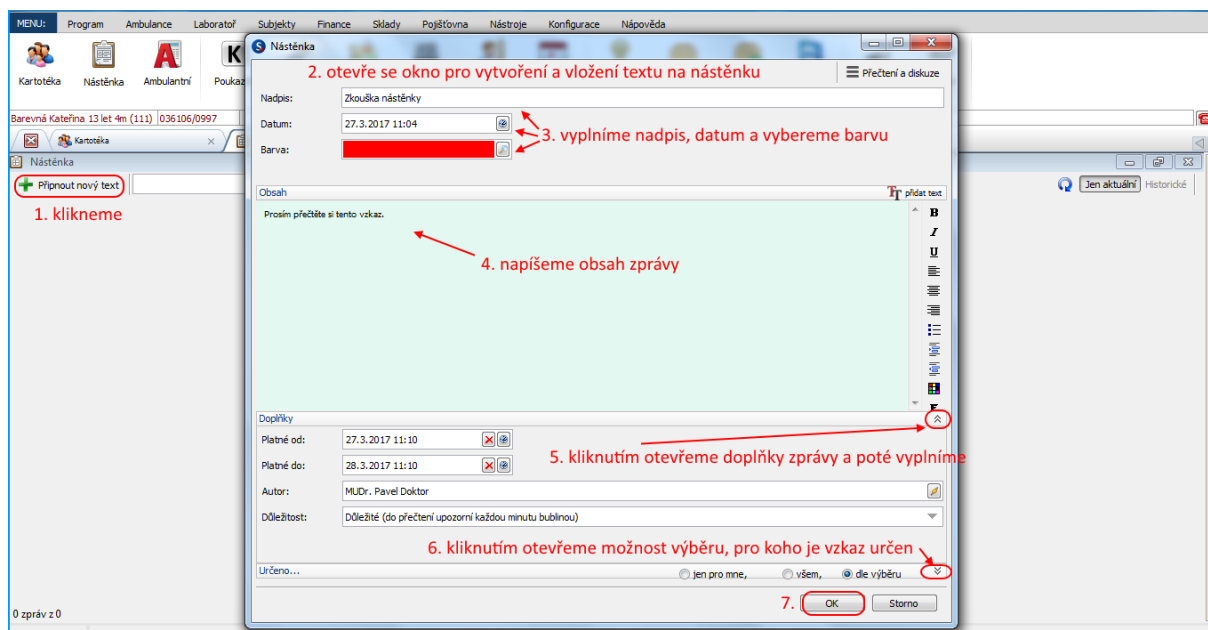 MENU: Program Ambulance Laboratoř Subjekty Finance Sklady Pojišťovna Nástroje Konfigurace Nápověda
Kartotéka Nástěnka Ambulantní Poukaz
Barevná Kateřina 13 let 4m (111) 036106/0997
Kartotéka
Nástěnka
Připnout nový text
Jen aktuální Historické
1. klikneme
Nástěnka
2. otevře se okno pro vytvoření a vložení textu na nástěnku
Přečtení a diskuze
Nadpis: Zkouška nástěnky
Datum: 27.3.2017 11:04
3. vyplníme nadpis, datum a vybereme barvu
Barva:
Obsah
přidat text
Prosím přečtěte si tento vzkaz.
4. napíšeme obsah zprávy
B
I
U
Doplňky
Platné od: 27.3.2017 11:10
5. kliknutím otevřeme doplňky zprávy a poté vyplníme
Platné do: 28.3.2017 11:10
Autor: MUDr. Pavel Doktor
Důležitost: Důležité (do přečtení upozorní každou minutu bublinou)
6. kliknutím otevřeme možnost výběru, pro koho je vzkaz určen
Určeno... jen pro mne, všem, dle výběru
7. OK Storno
0 zpráv z 0